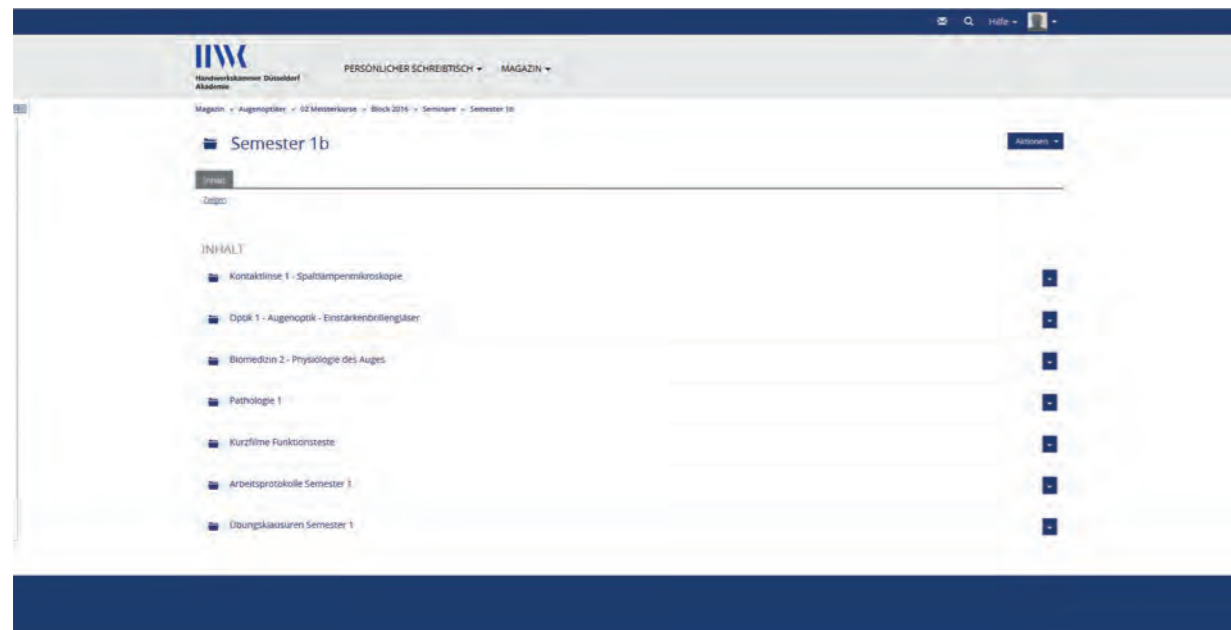 Hilfe
HWK
Handwerkskammer Düsseldorf
Akademie
PERSÖNLICHER SCHREIBTISCH
MAGAZIN
Magazin » Augenoptiker » 02 Meisterkurse » Block 2016 » Seminare » Semester 1b
Semester 1b
Aktionen
Inhalt
Zeigen
INHALT
Kontaktlinse 1 - Spaltlampenmikroskopie
Optik 1 - Augenoptik - Einstärkenbrillengläser
Biomedizin 2 - Physiologie des Auges
Pathologie 1
Kurzfilme Funktionsteste
Arbeitsprotokolle Semester 1
Übungsklausuren Semester 1